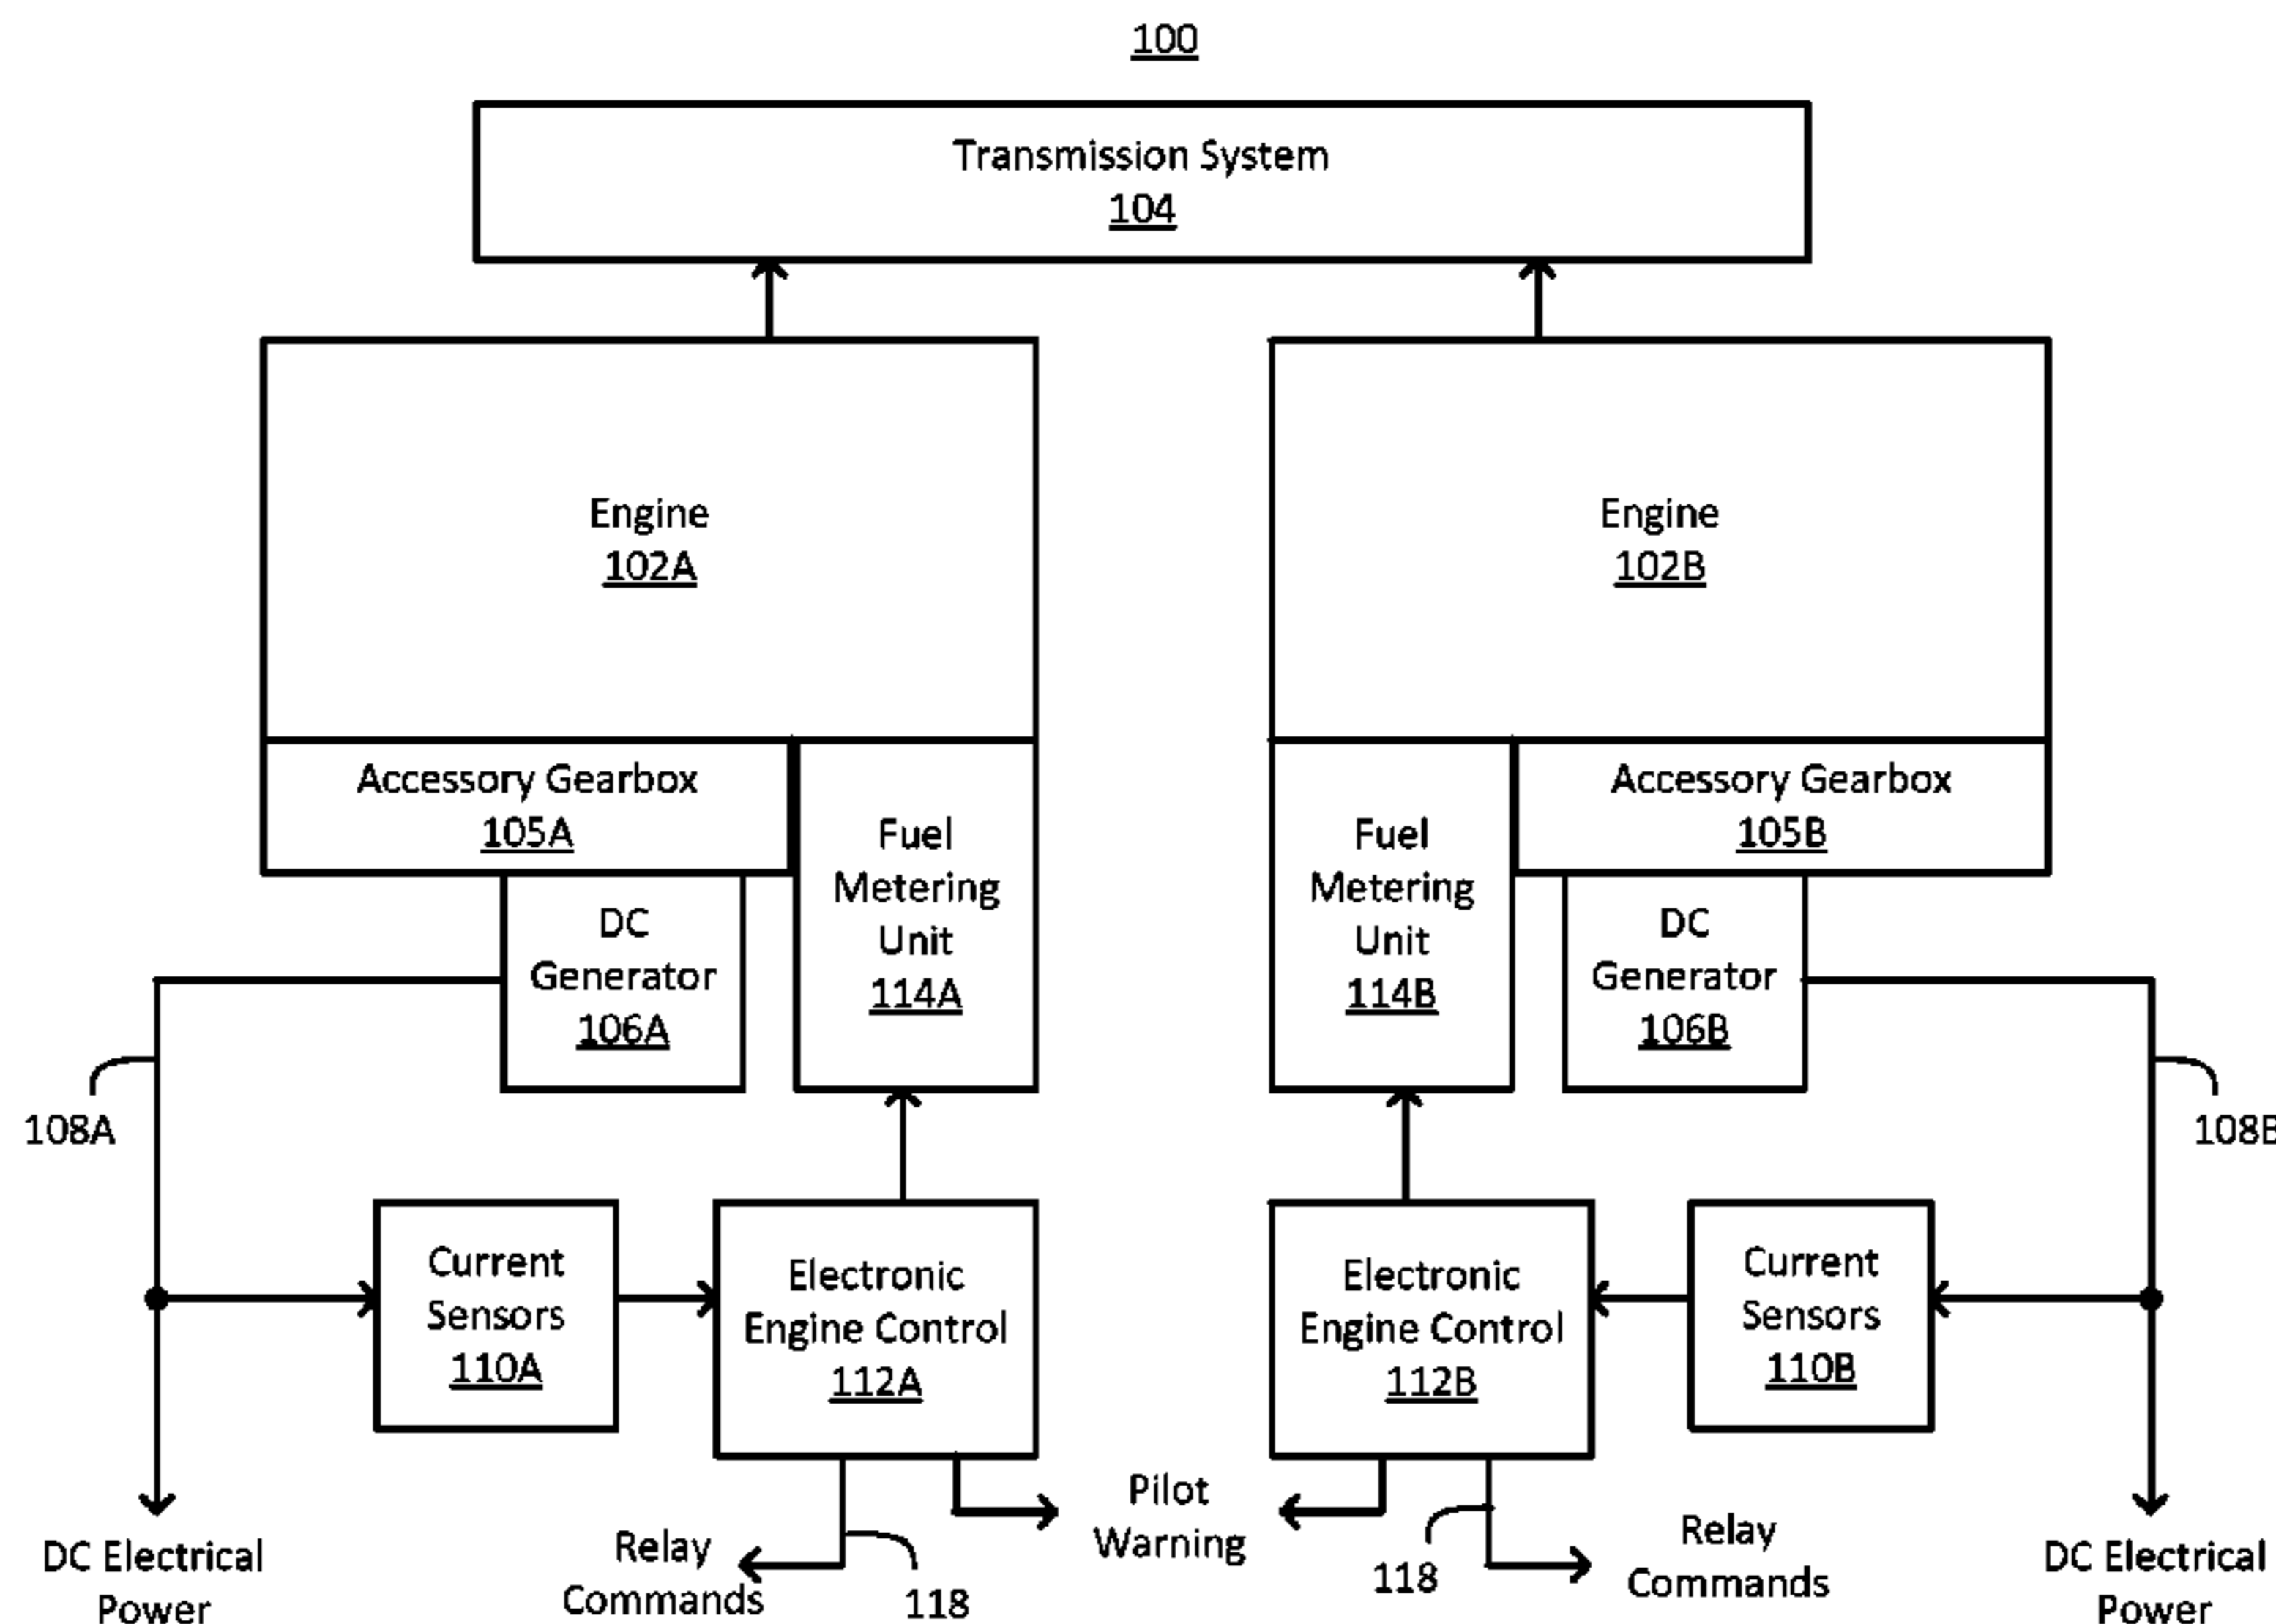 100
Transmission System
104
Engine
102A
Engine
102B
Accessory Gearbox
105A
Fuel
Metering
Unit
114A
Fuel
Metering
Unit
114B
Accessory Gearbox
105B
DC
Generator
106A
DC
Generator
106B
108A
108B
Current
Sensors
110A
Electronic
Engine Control
112A
Electronic
Engine Control
112B
Current
Sensors
110B
DC Electrical
Power
Relay
Commands
118
Pilot
Warning
118
Relay
Commands
DC Electrical
Power